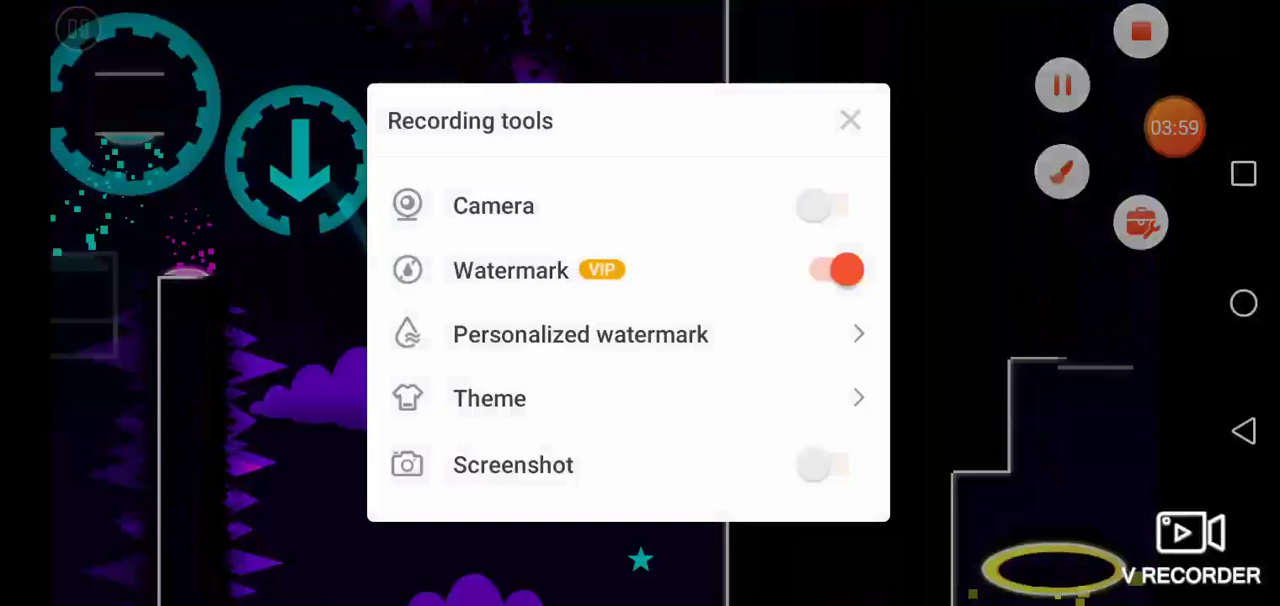 Recording tools
03:59
Camera
Watermark VIP
Personalized watermark
Theme
Screenshot
V RECORDER